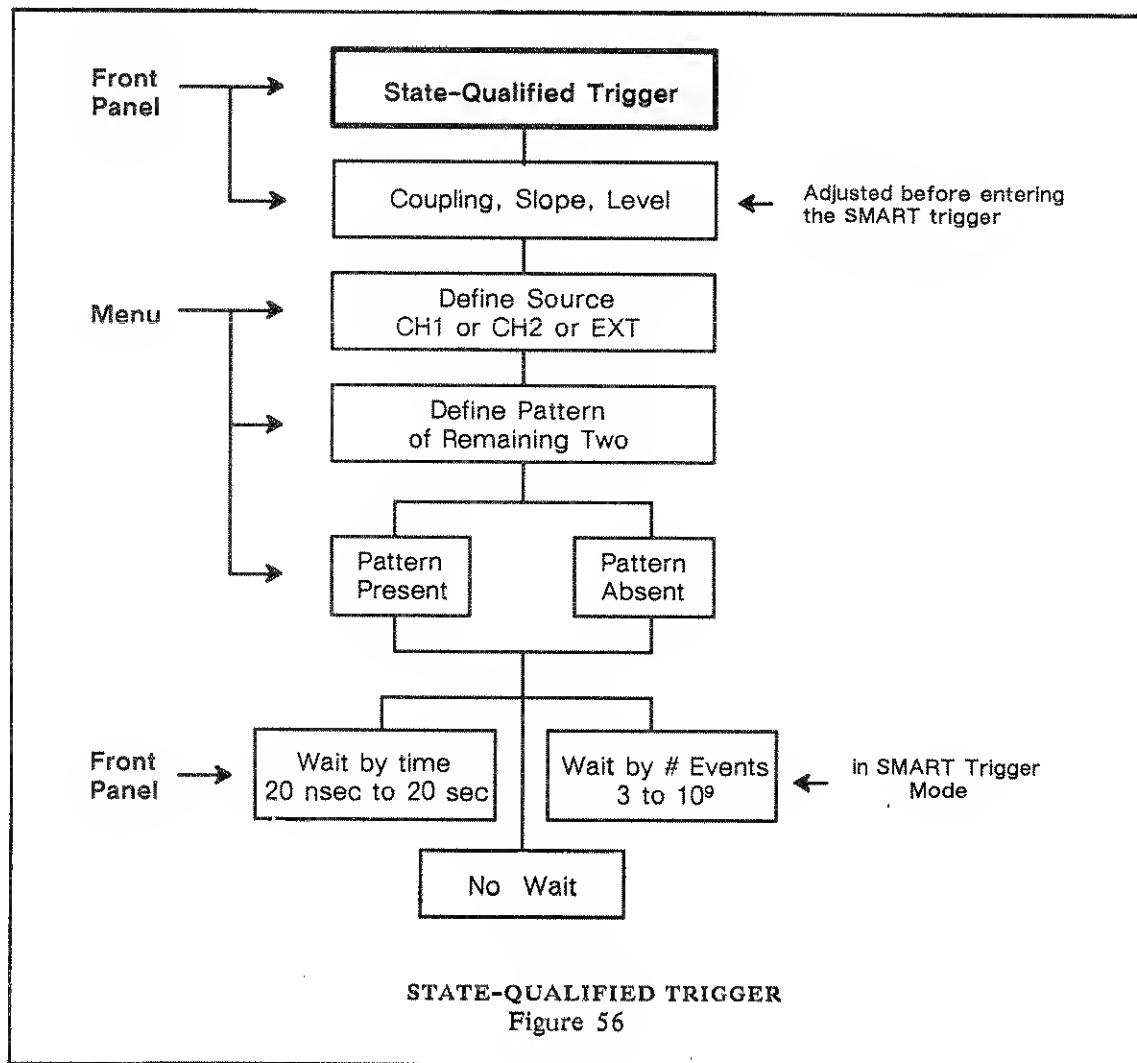 Front
Panel
State-Qualified Trigger
Coupling, Slope, Level
Adjusted before entering
the SMART trigger
Menu
Define Source
CH1 or CH2 or EXT
Define Pattern
of Remaining Two
Pattern
Present
Pattern
Absent
Front
Panel
Wait by time
20 nsec to 20 sec
Wait by # Events
3 to 10⁹
in SMART Trigger
Mode
No Wait
STATE-QUALIFIED TRIGGER
Figure 56